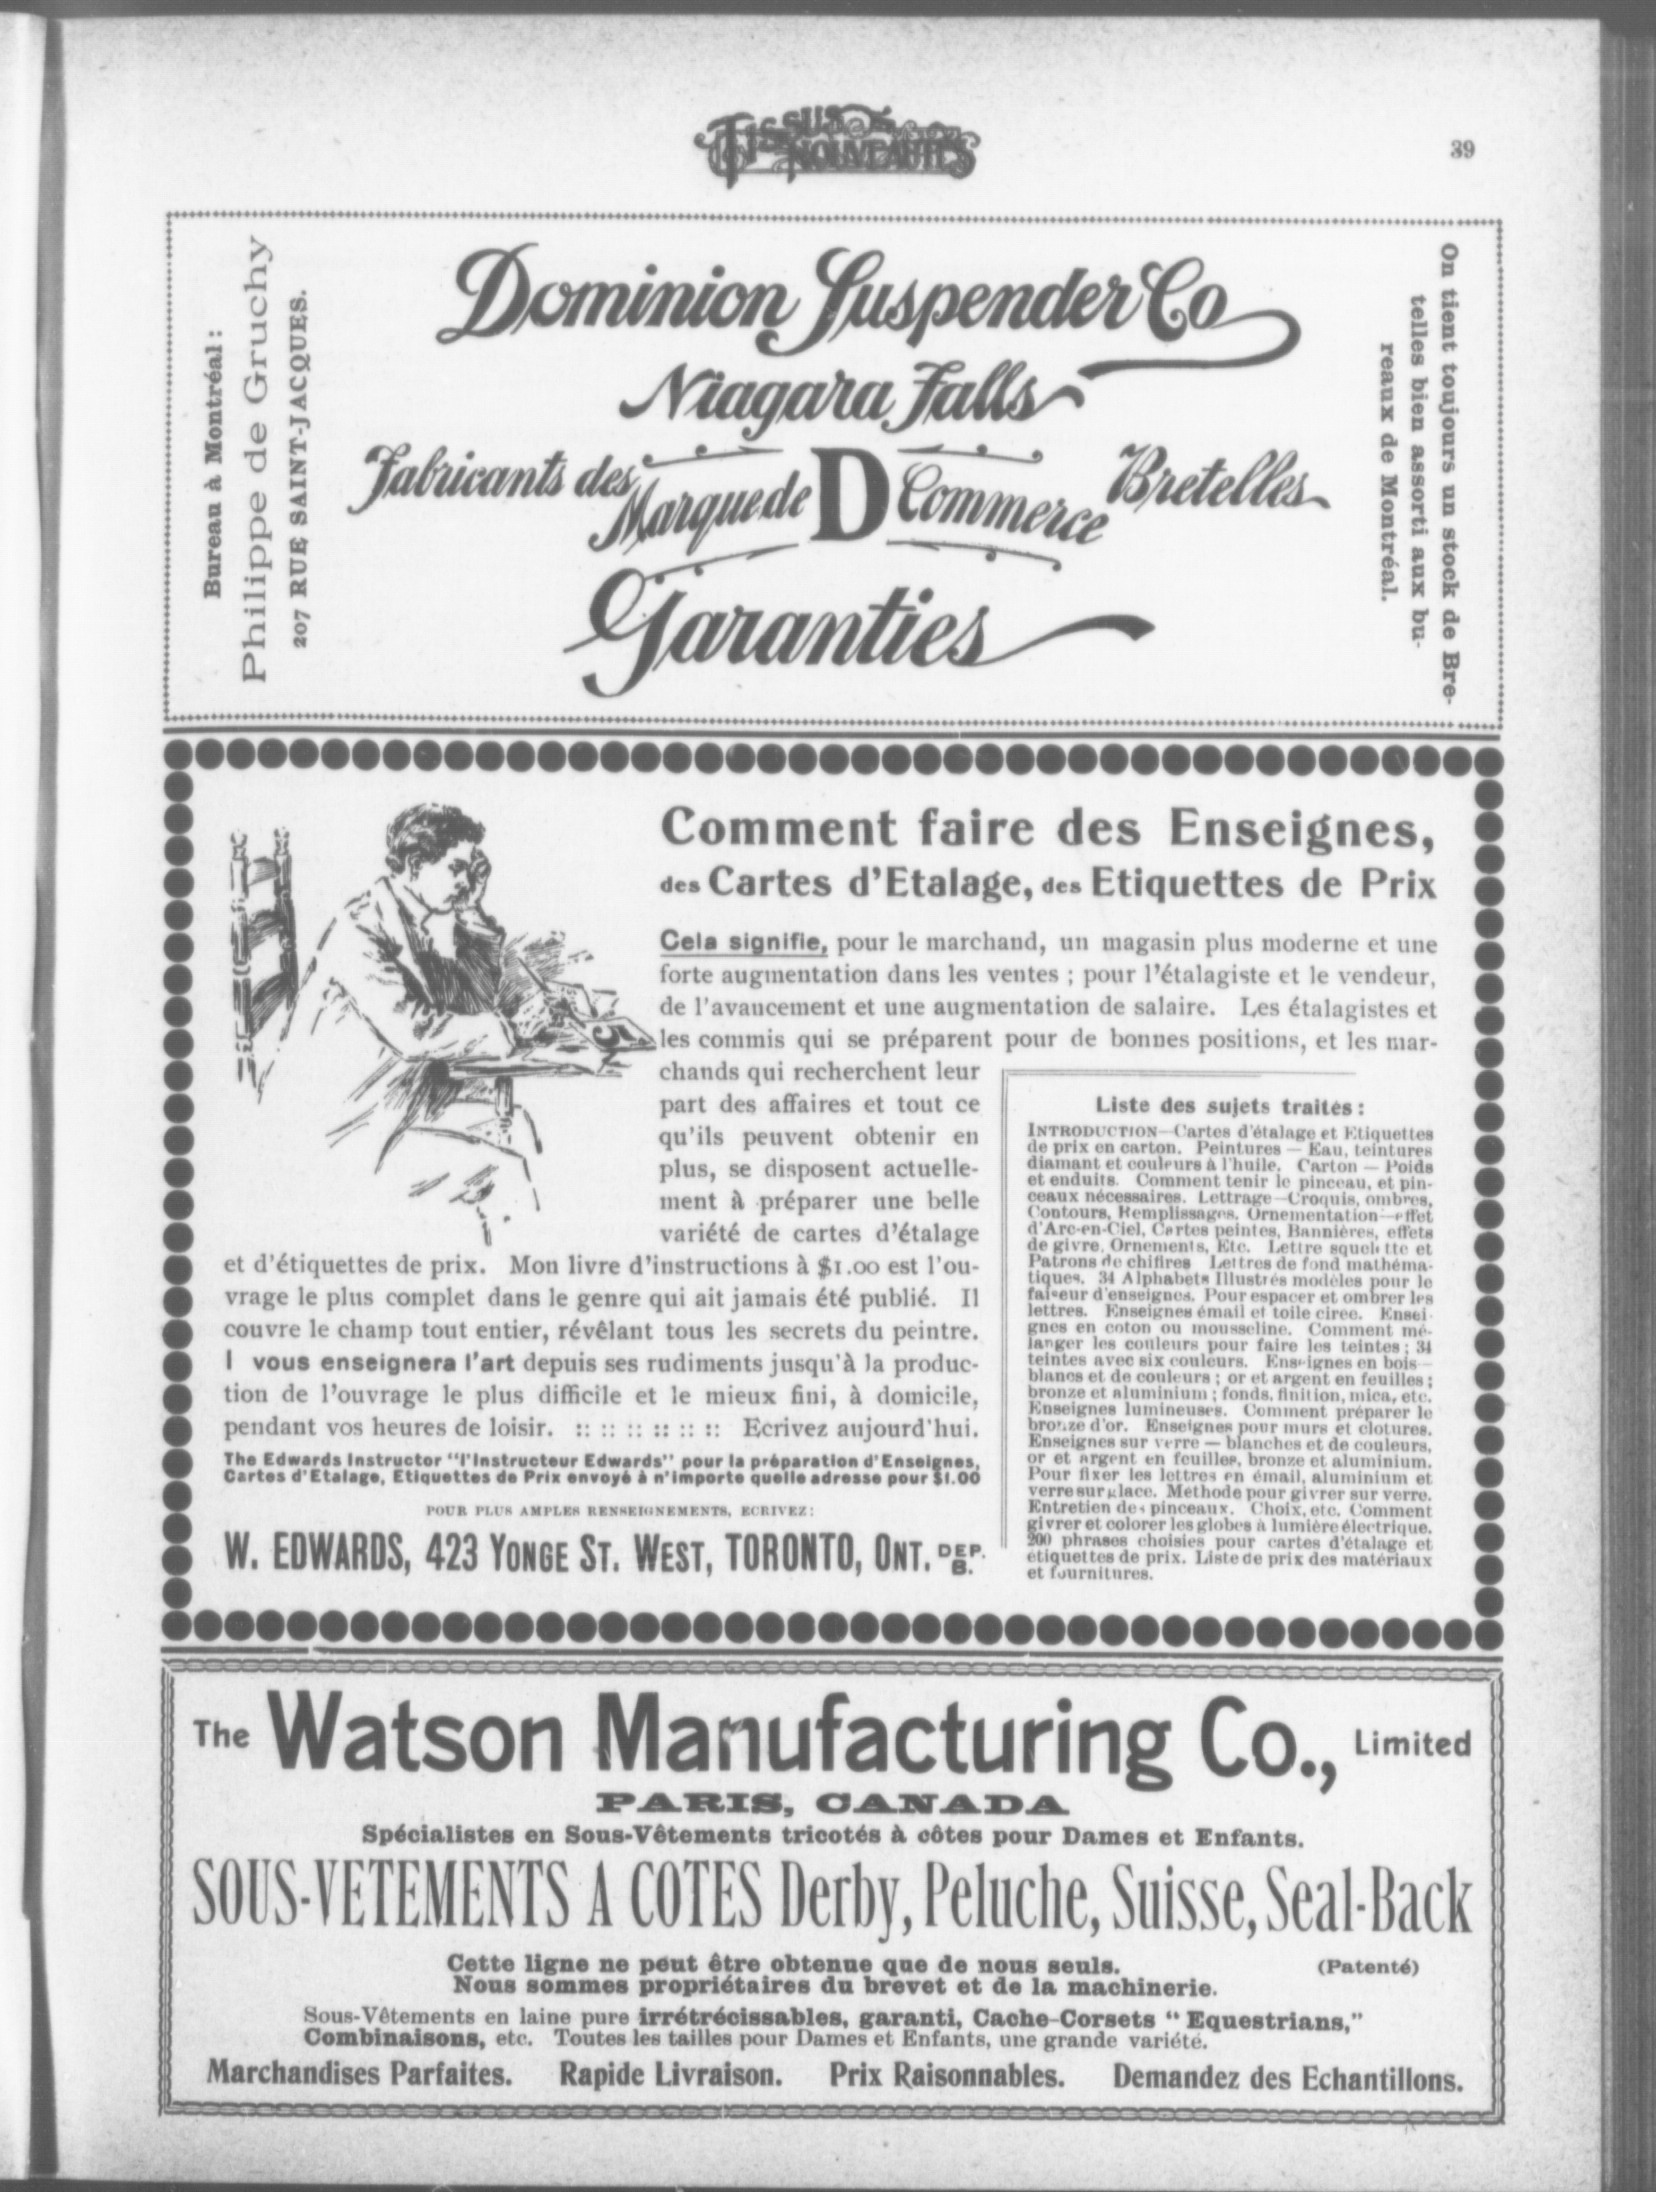 TISSUS
NOUVEAUTÉS
39
Bureau à Montréal :
Philippe de Gruchy
207 RUE SAINT-JACQUES.
Dominion Suspender Co
Niagara Falls
Fabricants des Bretelles
Marque de D Commerce
Garanties
On tient toujours un stock de Bre-
telles bien assorti aux bu-
reaux de Montréal.
Comment faire des Enseignes,
des Cartes d'Etalage, des Etiquettes de Prix
Cela signifie, pour le marchand, un magasin plus moderne et une
forte augmentation dans les ventes ; pour l'étalagiste et le vendeur,
de l'avancement et une augmentation de salaire. Les étalagistes et
les commis qui se préparent pour de bonnes positions, et les mar-
chands qui recherchent leur
part des affaires et tout ce
qu'ils peuvent obtenir en
plus, se disposent actuelle-
ment à préparer une belle
variété de cartes d'étalage
et d'étiquettes de prix. Mon livre d'instructions à $1.00 est l'ou-
vrage le plus complet dans le genre qui ait jamais été publié. Il
couvre le champ tout entier, révêlant tous les secrets du peintre.
I vous enseignera l'art depuis ses rudiments jusqu'à la produc-
tion de l'ouvrage le plus difficile et le mieux fini, à domicile,
pendant vos heures de loisir. :: :: :: :: :: :: Ecrivez aujourd'hui.
The Edwards Instructor "l'Instructeur Edwards" pour la préparation d'Enseignes,
Cartes d'Etalage, Etiquettes de Prix envoyé à n'importe quelle adresse pour $1.00
POUR PLUS AMPLES RENSEIGNEMENTS, ECRIVEZ:
W. EDWARDS, 423 YONGE ST. WEST, TORONTO, ONT. DEP. B.
Liste des sujets traités :
INTRODUCTION—Cartes d'étalage et Etiquettes
de prix en carton. Peintures — Eau, teintures
diamant et couleurs à l'huile. Carton — Poids
et enduits. Comment tenir le pinceau, et pin-
ceaux nécessaires. Lettrage—Croquis, ombres,
Contours, Remplissages. Ornementation—effet
d'Arc-en-Ciel, Cartes peintes, Bannières, effets
de givre, Ornements, Etc. Lettre squelette et
Patrons de chiffres Lettres de fond mathéma-
tiques. 34 Alphabets Illustrés modèles pour le
faiseur d'enseignes. Pour espacer et ombrer les
lettres. Enseignes émail et toile cirée. Ensei-
gnes en coton ou mousseline. Comment mé-
langer les couleurs pour faire les teintes ; 34
teintes avec six couleurs. Enseignes en bois—
blancs et de couleurs ; or et argent en feuilles ;
bronze et aluminium ; fonds, finition, mica, etc.
Enseignes lumineuses. Comment préparer le
bronze d'or. Enseignes pour murs et clotures.
Enseignes sur verre — blanches et de couleurs,
or et argent en feuilles, bronze et aluminium.
Pour fixer les lettres en émail, aluminium et
verre sur glace. Méthode pour givrer sur verre.
Entretien des pinceaux. Choix, etc. Comment
givrer et colorer les globes à lumière électrique.
200 phrases choisies pour cartes d'étalage et
étiquettes de prix. Liste de prix des matériaux
et fournitures.
The Watson Manufacturing Co., Limited
PARIS, CANADA
Spécialistes en Sous-Vêtements tricotés à côtes pour Dames et Enfants.
SOUS-VETEMENTS A COTES Derby, Peluche, Suisse, Seal-Back
Cette ligne ne peut être obtenue que de nous seuls. (Patenté)
Nous sommes propriétaires du brevet et de la machinerie.
Sous-Vêtements en laine pure irrétrécissables, garanti, Cache-Corsets "Equestrians,"
Combinaisons, etc. Toutes les tailles pour Dames et Enfants, une grande variété.
Marchandises Parfaites. Rapide Livraison. Prix Raisonnables. Demandez des Echantillons.